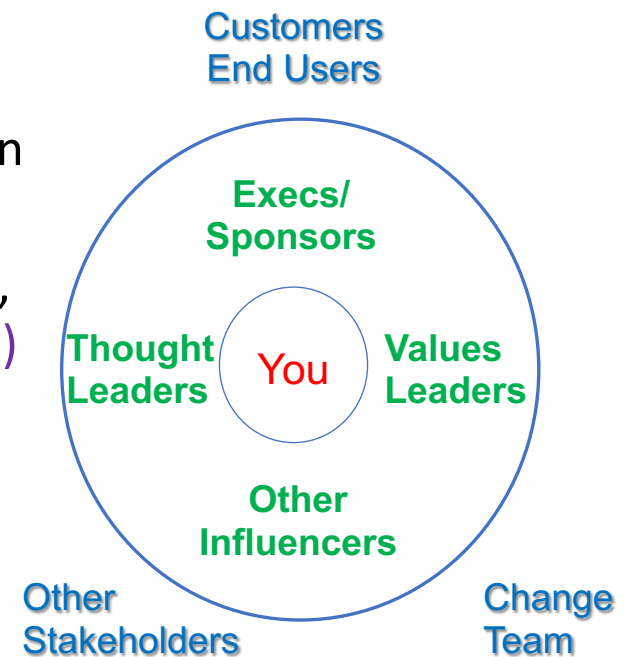 Customers
End Users
n
Execs/
Sponsors
,
)
Thought
Leaders
You
Values
Leaders
Other
Influencers
Other
Stakeholders
Change
Team